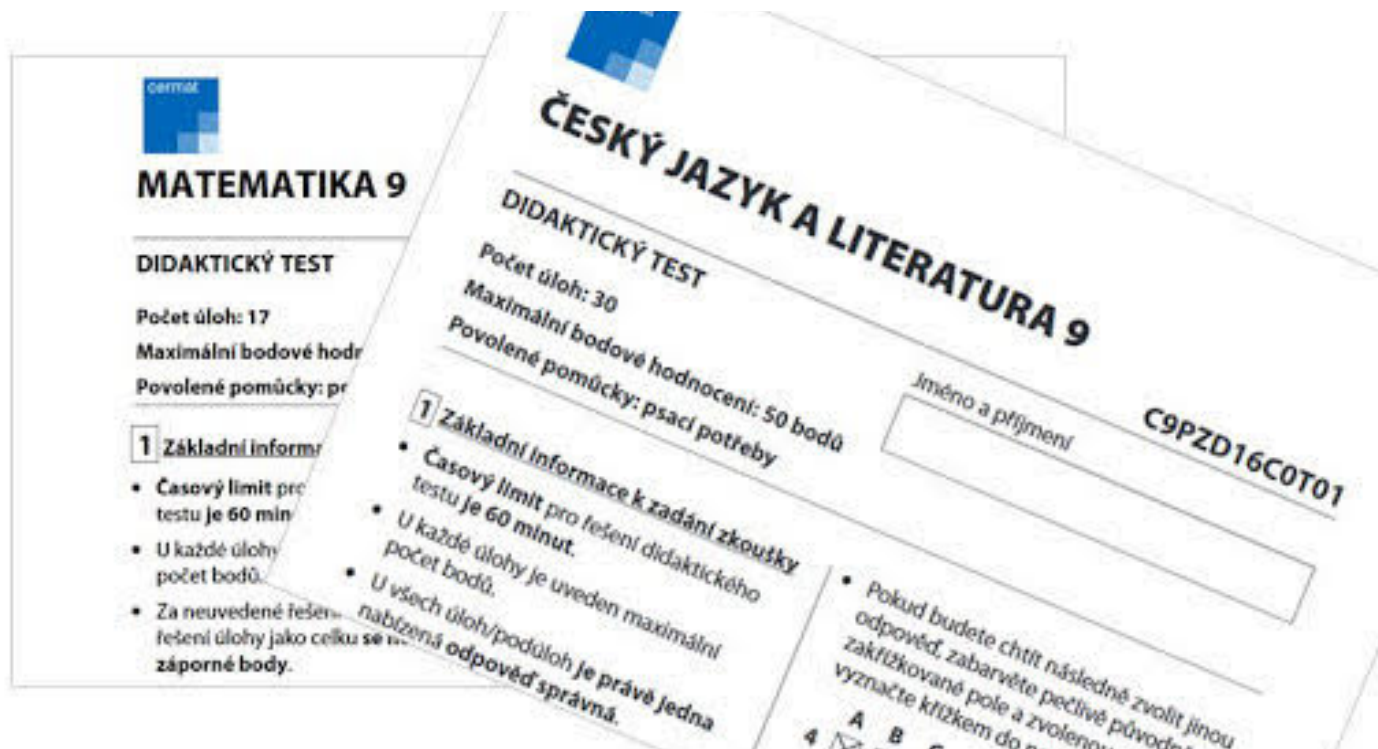 cermat
MATEMATIKA 9
DIDAKTICKÝ TEST
Počet úloh: 17
Maximální bodové
Povolené pomůcky:
1 Základní
Časový limit pro
testu je 60
U každé úlohy
počet bodů.
Za neuvedené
řešení úlohy jako celku se
záporné body.
ČESKÝ JAZYK A LITERATURA 9
DIDAKTICKÝ TEST
Počet úloh: 30
Maximální bodové hodnocení: 50 bodů
Povolené pomůcky: psací potřeby
Jméno a příjmení
C9PZD16C0T01
1 Základní informace k zadání zkoušky
Časový limit pro řešení didaktického
testu je 60 minut.
U každé úlohy je uveden maximální
počet bodů.
U všech úloh/podúloh je právě jedna
nabízená odpověď správná.
Pokud budete chtít následně zvolit jinou
odpověď, zabarvěte pečlivě původně
zakřížkované pole a zvolenou
vyznačte křížkem do
A B
4